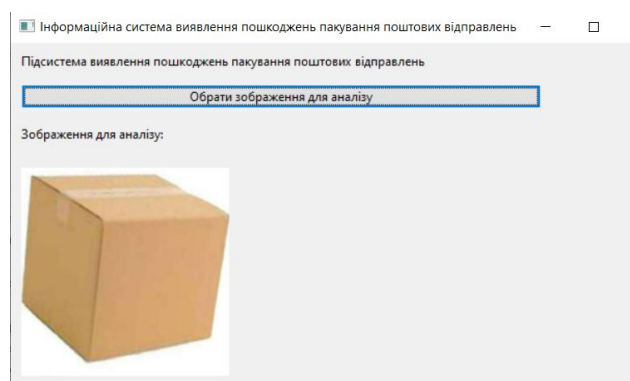 Інформаційна система виявлення пошкоджень пакування поштових відправлень
Підсистема виявлення пошкоджень пакування поштових відправлень
Обрати зображення для аналізу
Зображення для аналізу: